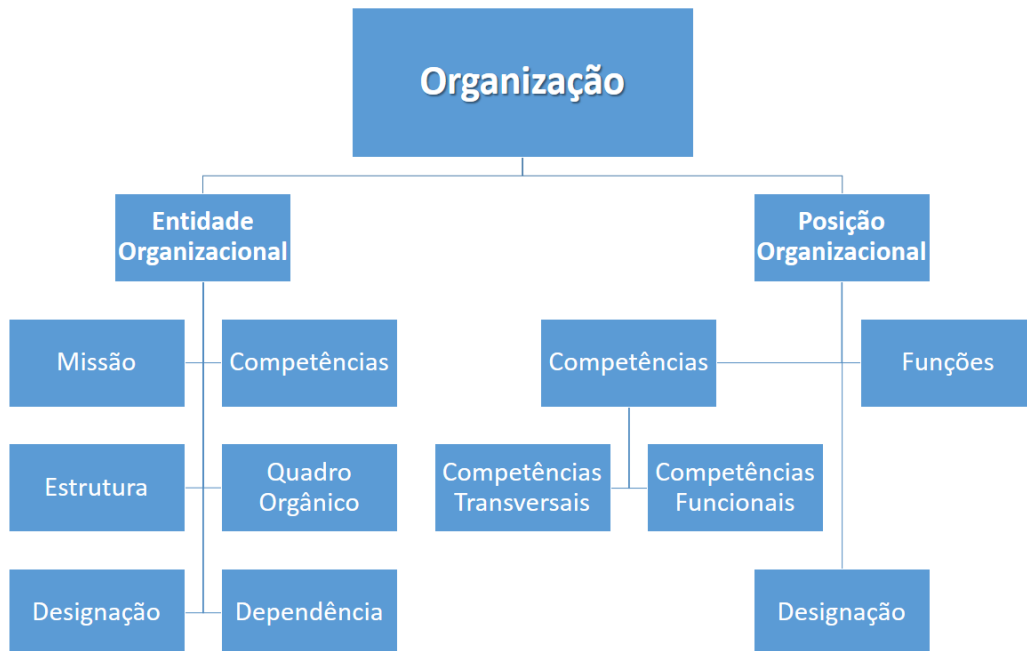 Organização
Entidade
Organizacional
Posição
Organizacional
Missão
Competências
Competências
Funções
Estrutura
Quadro
Orgânico
Competências
Transversais
Competências
Funcionais
Designação
Dependência
Designação